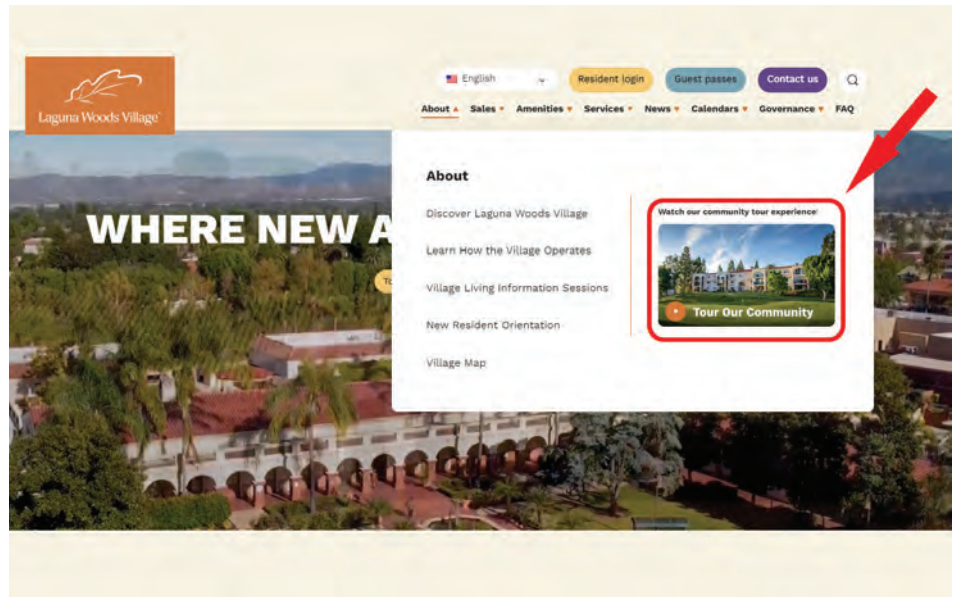 English
Resident login
Guest passes
Contact us
Laguna Woods Village
About Sales Amenities Services News Calendars Governance FAQ
About
Discover Laguna Woods Village
Watch our community tour experience!
WHERE NEW A
Learn How the Village Operates
To
Village Living Information Sessions
Tour Our Community
New Resident Orientation
Village Map